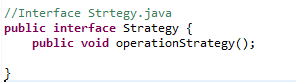 //Interface Strtegy.java
public interface Strategy {
    public void operationStrategy();
}